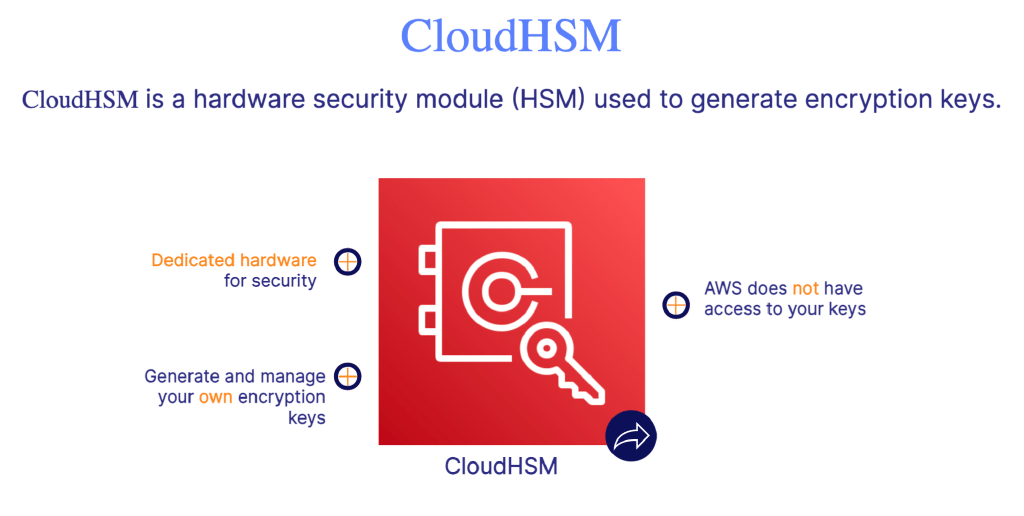 CloudHSM
CloudHSM is a hardware security module (HSM) used to generate encryption keys.
Dedicated hardware
for security
Generate and manage
your own encryption
keys
AWS does not have
access to your keys
CloudHSM